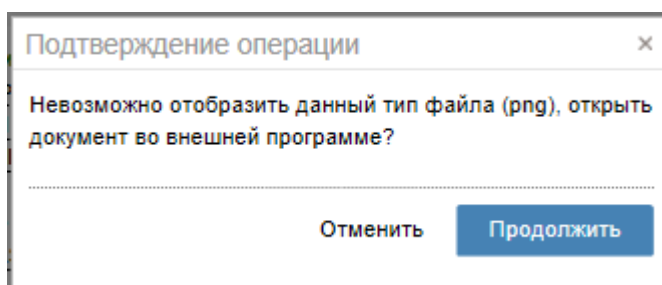 Подтверждение операции
Невозможно отобразить данный тип файла (png), открыть
документ во внешней программе?
Отменить
Продолжить